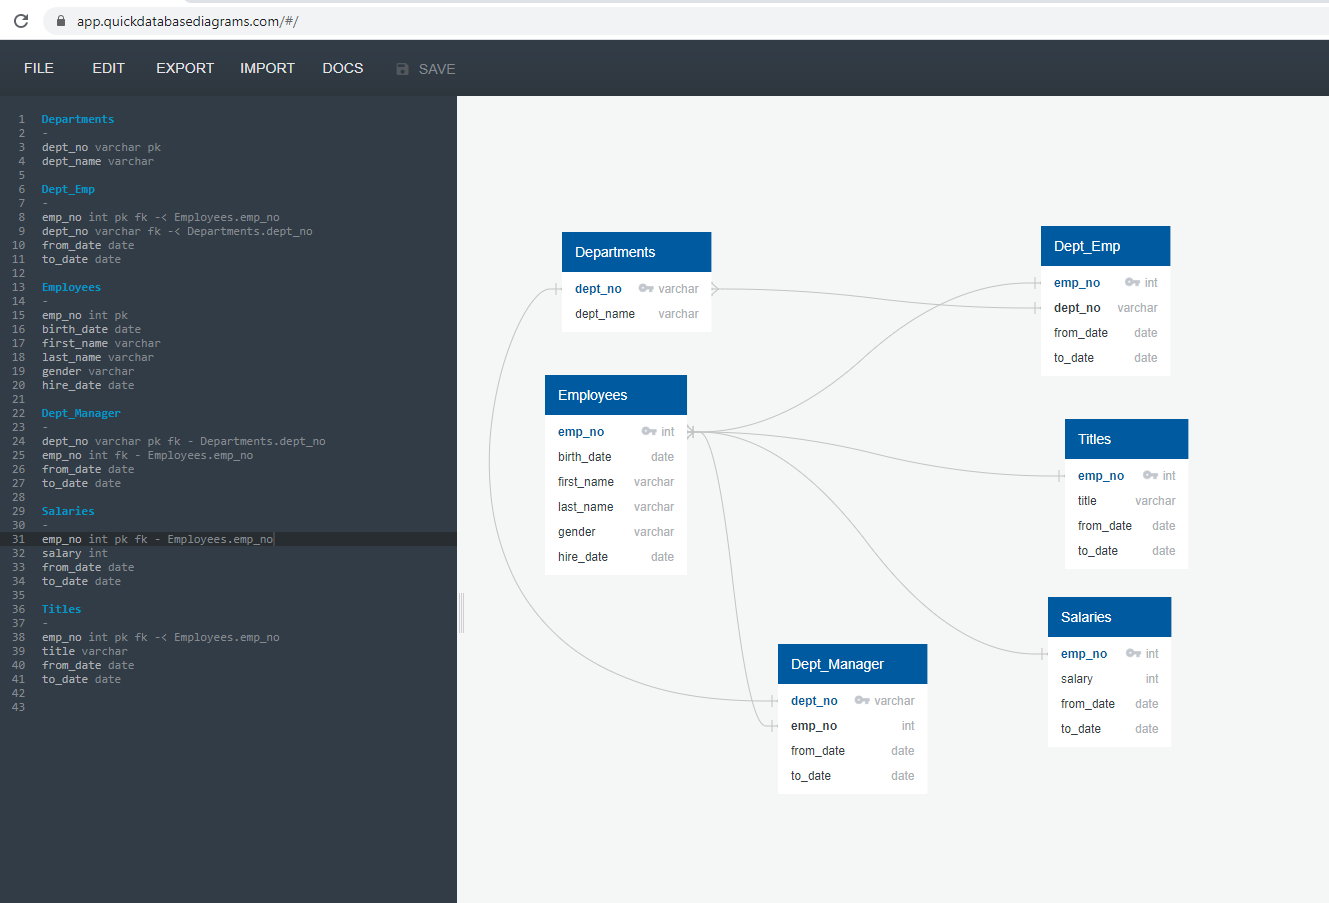 app.quickdatabasediagrams.com/#/
FILE EDIT EXPORT IMPORT DOCS SAVE
1 Departments
2 -
3 dept_no varchar pk
4 dept_name varchar
5
6 Dept_Emp
7 -
8 emp_no int pk fk -< Employees.emp_no
9 dept_no varchar fk -< Departments.dept_no
10 from_date date
11 to_date date
12
13 Employees
14 -
15 emp_no int pk
16 birth_date date
17 first_name varchar
18 last_name varchar
19 gender varchar
20 hire_date date
21
22 Dept_Manager
23 -
24 dept_no varchar pk fk - Departments.dept_no
25 emp_no int fk - Employees.emp_no
26 from_date date
27 to_date date
28
29 Salaries
30 -
31 emp_no int pk fk - Employees.emp_no
32 salary int
33 from_date date
34 to_date date
35
36 Titles
37 -
38 emp_no int pk fk -< Employees.emp_no
39 title varchar
40 from_date date
41 to_date date
42
43
Departments
dept_no varchar
dept_name varchar
Employees
emp_no int
birth_date date
first_name varchar
last_name varchar
gender varchar
hire_date date
Dept_Manager
dept_no varchar
emp_no int
from_date date
to_date date
Dept_Emp
emp_no int
dept_no varchar
from_date date
to_date date
Titles
emp_no int
title varchar
from_date date
to_date date
Salaries
emp_no int
salary int
from_date date
to_date date